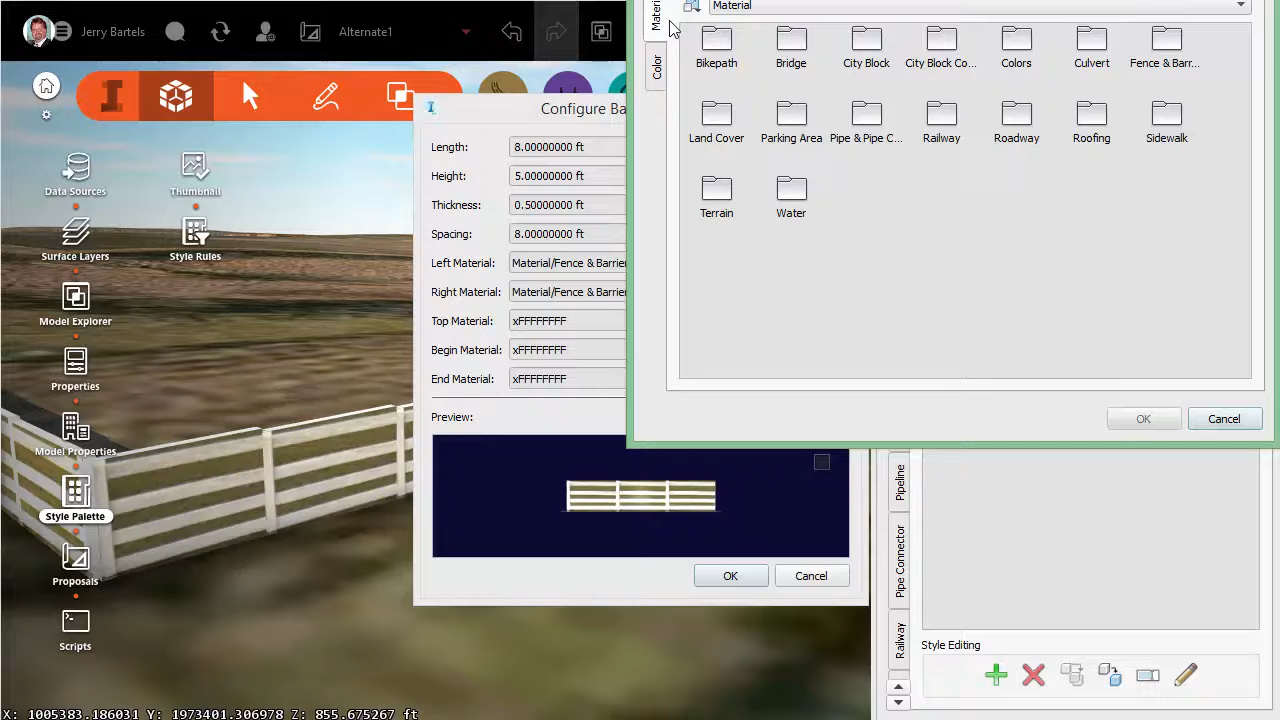 Material
Materi
Color
Bikepath
Bridge
City Block
City Block Co...
Colors
Culvert
Fence & Barr...
Land Cover
Parking Area
Pipe & Pipe C...
Railway
Roadway
Roofing
Sidewalk
Terrain
Water
OK
Cancel
Jerry Bartels
Alternate1
Data Sources
Thumbnail
Surface Layers
Style Rules
Model Explorer
Properties
Model Properties
Style Palette
Proposals
Scripts
Configure Ba
Length: 8.00000000 ft
Height: 5.00000000 ft
Thickness: 0.50000000 ft
Spacing: 8.00000000 ft
Left Material: Material/Fence & Barrier
Right Material: Material/Fence & Barrier
Top Material: xFFFFFFFF
Begin Material: xFFFFFFFF
End Material: xFFFFFFFF
Preview:
OK
Cancel
Pipeline
Pipe Connector
Railway
Style Editing
X: 1005383.186031 Y: 1973401.306978 Z: 855.675267 ft